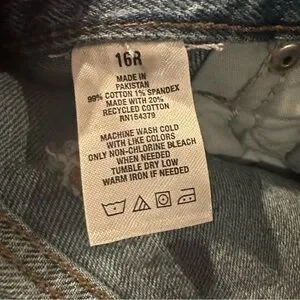 16R
MADE IN
PAKISTAN
99% COTTON 1% SPANDEX
MADE WITH 20%
RECYCLED COTTON
RN154379
MACHINE WASH COLD
WITH LIKE COLORS
ONLY NON-CHLORINE BLEACH
WHEN NEEDED
TUMBLE DRY LOW
WARM IRON IF NEEDED